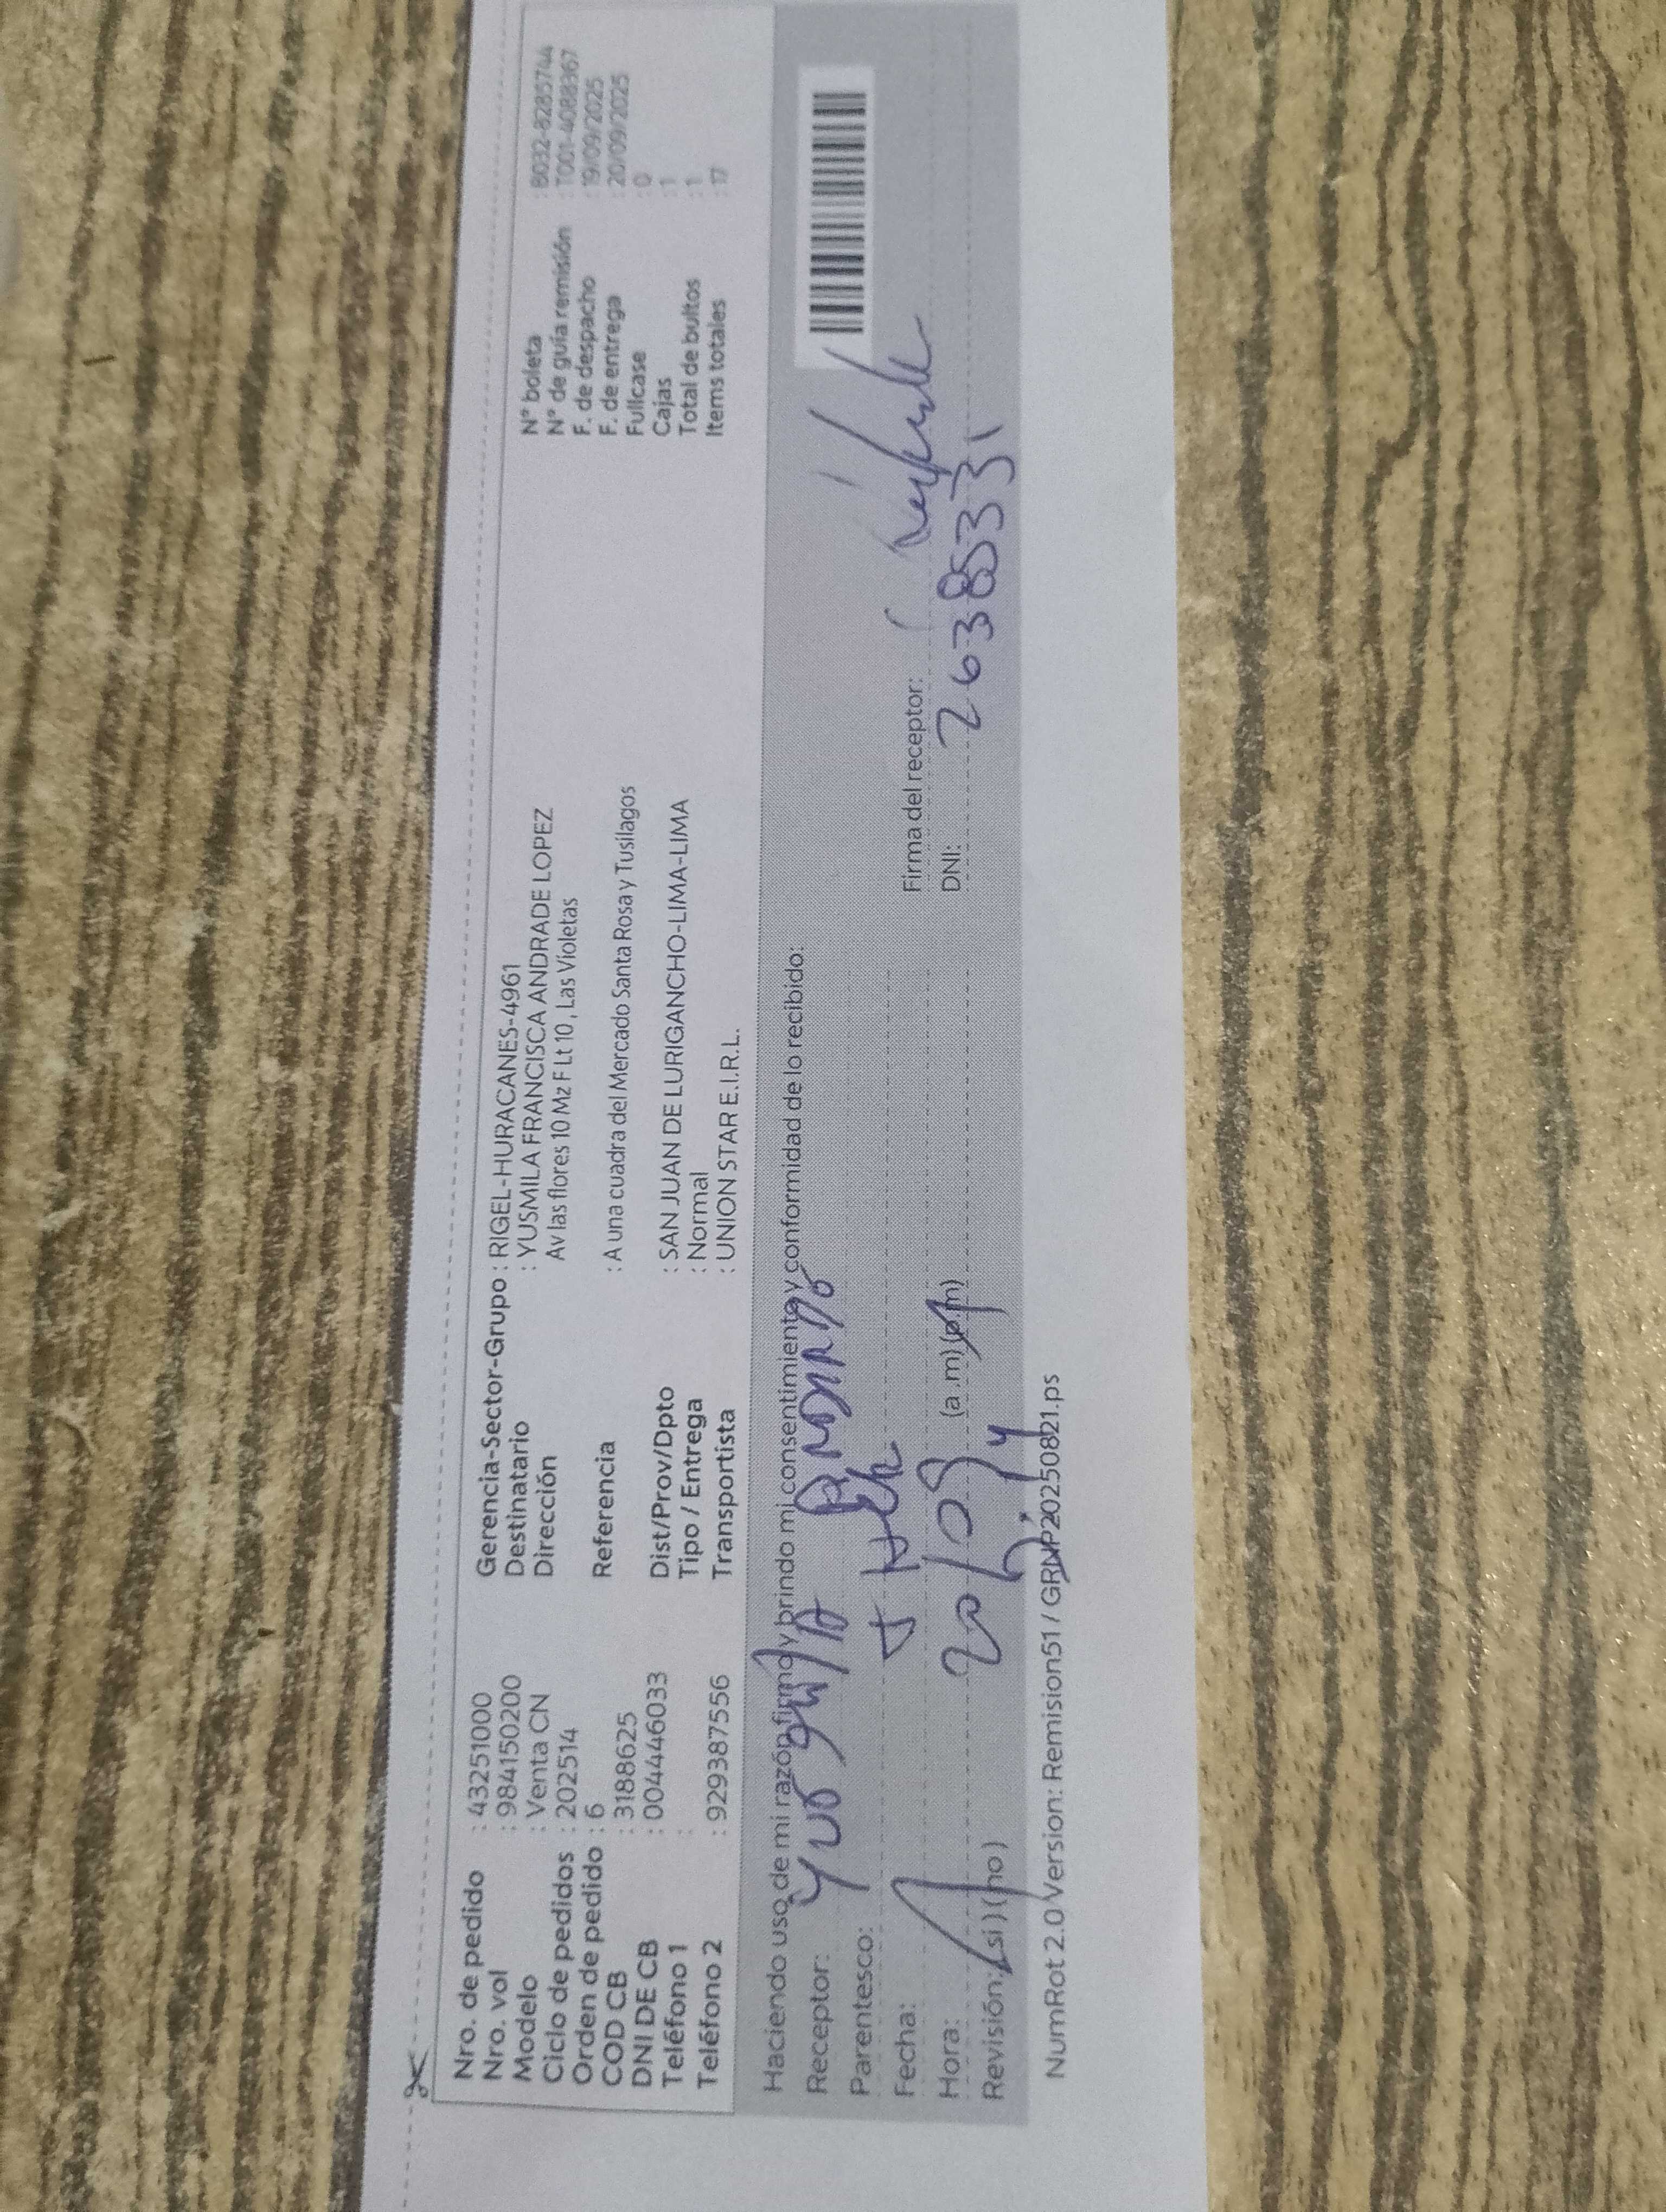 Nro. de pedido : 43251000
Nro. vol : 984150200
Modelo : Venta CN
Ciclo de pedidos : 202514
Orden de pedido : 6
COD CB : 3188625
DNI DE CB : 004446033
Teléfono 1 :
Teléfono 2 : 929387556
Gerencia-Sector-Grupo : RIGEL-HURACANES-4961
Destinatario : YUSMILA FRANCISCA ANDRADE LOPEZ
Dirección Av las flores 10 Mz F Lt 10 , Las Violetas
Referencia : A una cuadra del Mercado Santa Rosa y Tusilagos
Dist/Prov/Dpto : SAN JUAN DE LURIGANCHO-LIMA-LIMA
Tipo / Entrega : Normal
Transportista : UNION STAR E.I.R.L.
N° boleta : B032-8285744
N° de guía remisión : T001-40888367
F. de despacho : 19/09/2025
F. de entrega : 20/09/2025
Fullcase : 0
Cajas : 1
Total de bultos : 1
Items totales : 17
Haciendo uso de mi razón firmo y brindo mi consentimiento y conformidad de lo recibido:
Receptor:
Parentesco:
Fecha: 20/09
Hora: (a.m) (p.m)
Revisión: (si) (no)
Firma del receptor:
DNI: 26385331
NumRot 2.0 Version: Remision51 / GRNP20250821.ps